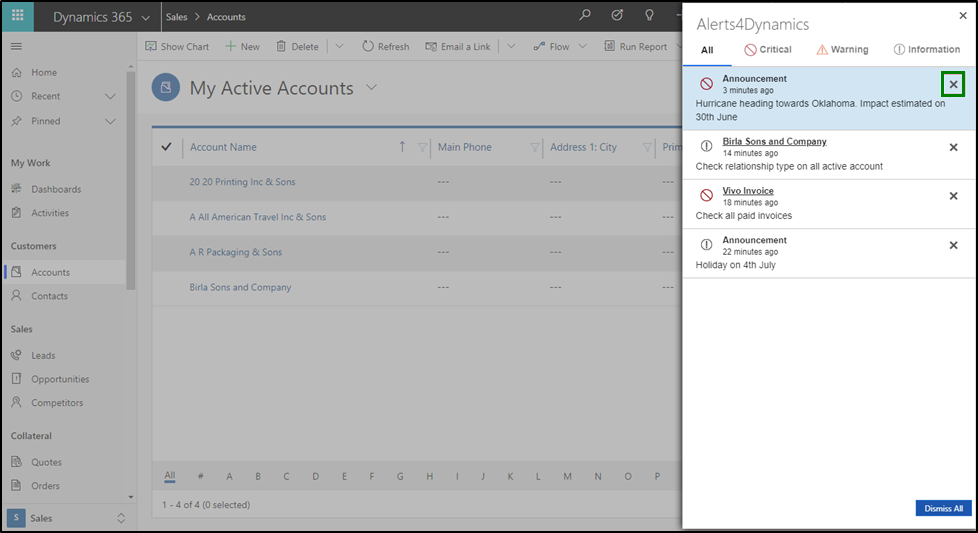 Dynamics 365
Sales > Accounts
Home
Recent
Pinned
My Work
Dashboards
Activities
Customers
Accounts
Contacts
Sales
Leads
Opportunities
Competitors
Collateral
Quotes
Orders
S Sales
Show Chart
New
Delete
Refresh
Email a Link
Flow
Run Report
My Active Accounts
Account Name
Main Phone
Address 1: City
Prim
20 20 Printing Inc & Sons --- --- ---
A All American Travel Inc & Sons --- --- ---
A R Packaging & Sons --- --- ---
Birla Sons and Company --- --- ---
All # A B C D E F G H I J K L M N O P
1 - 4 of 4 (0 selected)
Alerts4Dynamics
All
Critical
Warning
Information
Announcement
3 minutes ago
Hurricane heading towards Oklahoma. Impact estimated on
30th June
Birla Sons and Company
14 minutes ago
Check relationship type on all active account
Vivo Invoice
18 minutes ago
Check all paid invoices
Announcement
22 minutes ago
Holiday on 4th July
Dismiss All